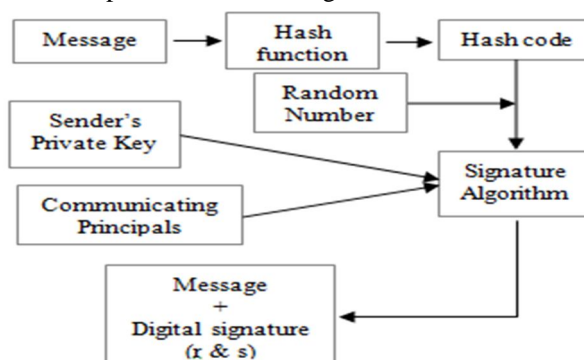 Message
Hash
function
Hash code
Random
Number
Sender's
Private Key
Signature
Algorithm
Communicating
Principals
Message
+
Digital signature
(r & s)